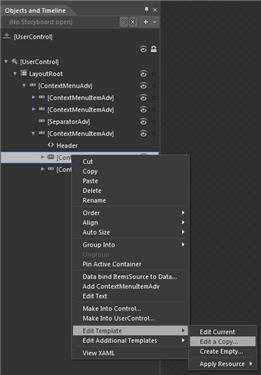 Objects and Timeline
(No Storyboard open)
[UserControl]
[UserControl]
LayoutRoot
[ContextMenuAdv]
[ContextMenuItemAdv]
[ContextMenuItemAdv]
[SeparatorAdv]
[ContextMenuItemAdv]
Header
[Cont
[Cont
Cut
Copy
Paste
Delete
Rename
Order
Align
Auto Size
Group Into
Ungroup
Pin Active Container
Data bind ItemsSource to Data...
Add ContextMenuItemAdv
Edit Text
Make Into Control...
Make Into UserControl...
Edit Template
Edit Additional Templates
View XAML
Edit Current
Edit a Copy...
Create Empty...
Apply Resource